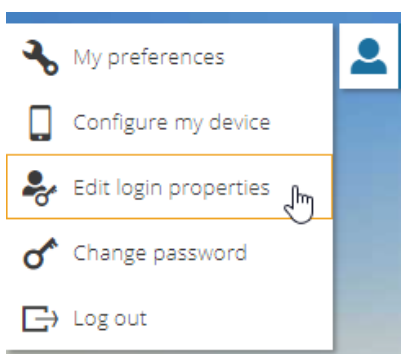 My preferences
Configure my device
Edit login properties
Change password
Log out